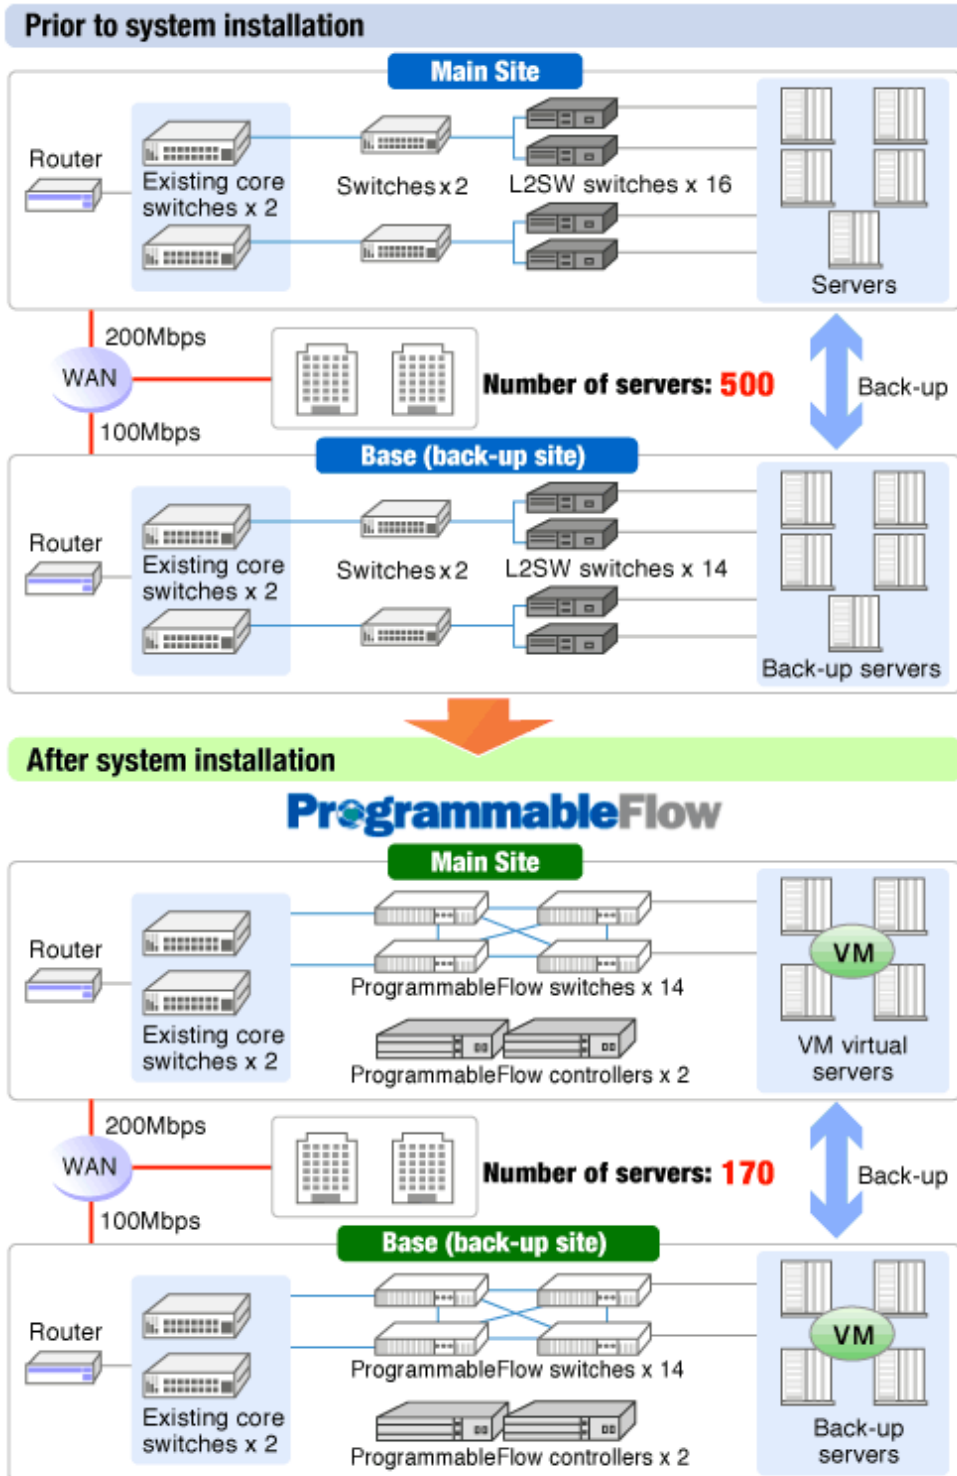 Prior to system installation
Main Site
Router
Existing core
switches x 2
Switches x 2
L2SW switches x 16
Servers
200Mbps
WAN
Number of servers: 500
Back-up
100Mbps
Base (back-up site)
Router
Existing core
switches x 2
Switches x 2
L2SW switches x 14
Back-up servers
After system installation
ProgrammableFlow
Main Site
Router
Existing core
switches x 2
ProgrammableFlow switches x 14
ProgrammableFlow controllers x 2
VM
VM virtual
servers
200Mbps
WAN
Number of servers: 170
Back-up
100Mbps
Base (back-up site)
Router
Existing core
switches x 2
ProgrammableFlow switches x 14
ProgrammableFlow controllers x 2
VM
Back-up
servers